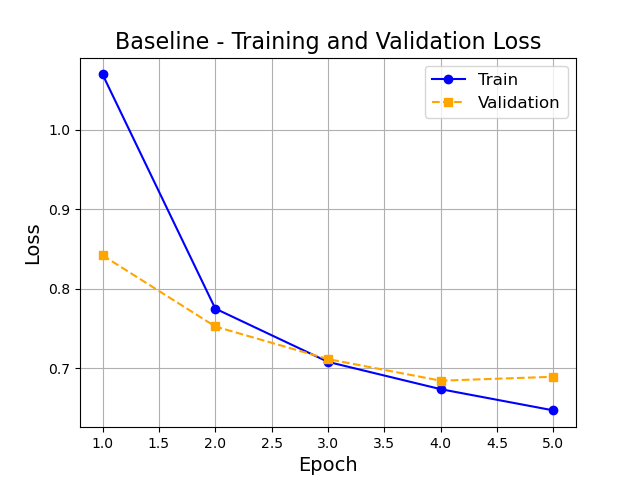 Baseline - Training and Validation Loss
Train
Validation
Loss
1.0
0.9
0.8
0.7
1.0 1.5 2.0 2.5 3.0 3.5 4.0 4.5 5.0
Epoch